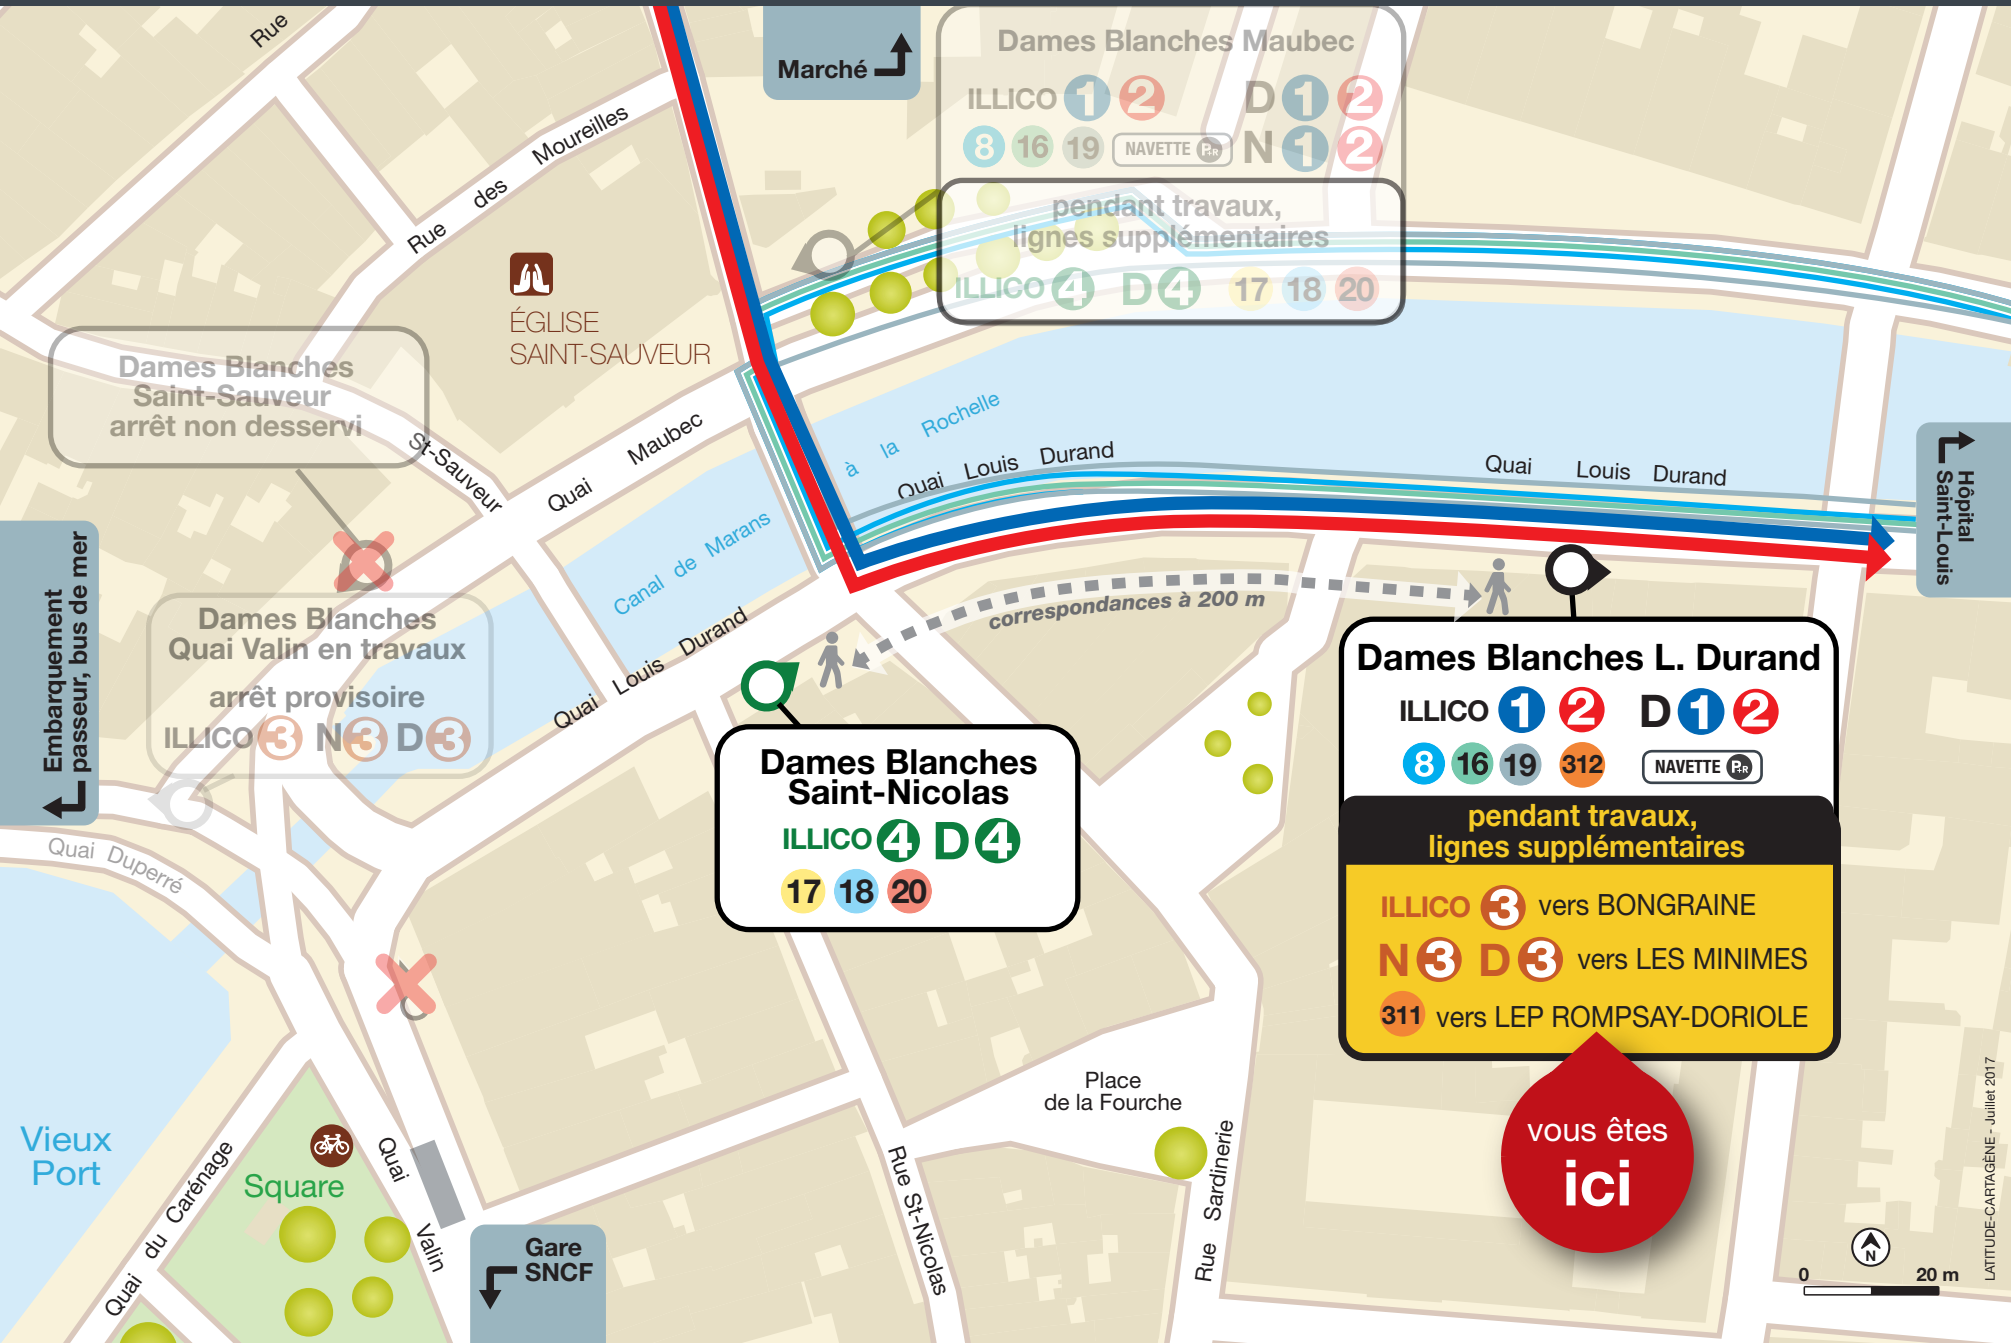 Rue
Marché
Dames Blanches Maubec
ILLICO 1 2 D 1 2
8 16 19 NAVETTE P+R N 1 2
pendant travaux,
lignes supplémentaires
ILLICO 4 D 4 17 18 20
Rue des Moureilles
ÉGLISE
SAINT-SAUVEUR
Dames Blanches
Saint-Sauveur
arrêt non desservi
St-Sauveur
Quai Maubec
à la Rochelle
Canal de Marans
Quai Louis Durand
Quai Louis Durand
Quai Louis Durand
Hôpital
Saint-Louis
Embarquement
passeur, bus de mer
Dames Blanches
Quai Valin en travaux
arrêt provisoire
ILLICO 3 N 3 D 3
correspondances à 200 m
Dames Blanches L. Durand
ILLICO 1 2 D 1 2
8 16 19 312 NAVETTE P+R
pendant travaux,
lignes supplémentaires
ILLICO 3 vers BONGRAINE
N 3 D 3 vers LES MINIMES
311 vers LEP ROMPSAY-DORIOLE
vous êtes
ici
Dames Blanches
Saint-Nicolas
ILLICO 4 D 4
17 18 20
Quai Duperré
Vieux
Port
Quai du Carénage
Square
Quai Valin
Gare
SNCF
Rue St-Nicolas
Place
de la Fourche
Rue Sardinerie
N
0 20 m
LATITUDE-CARTAGÈNE - Juillet 2017